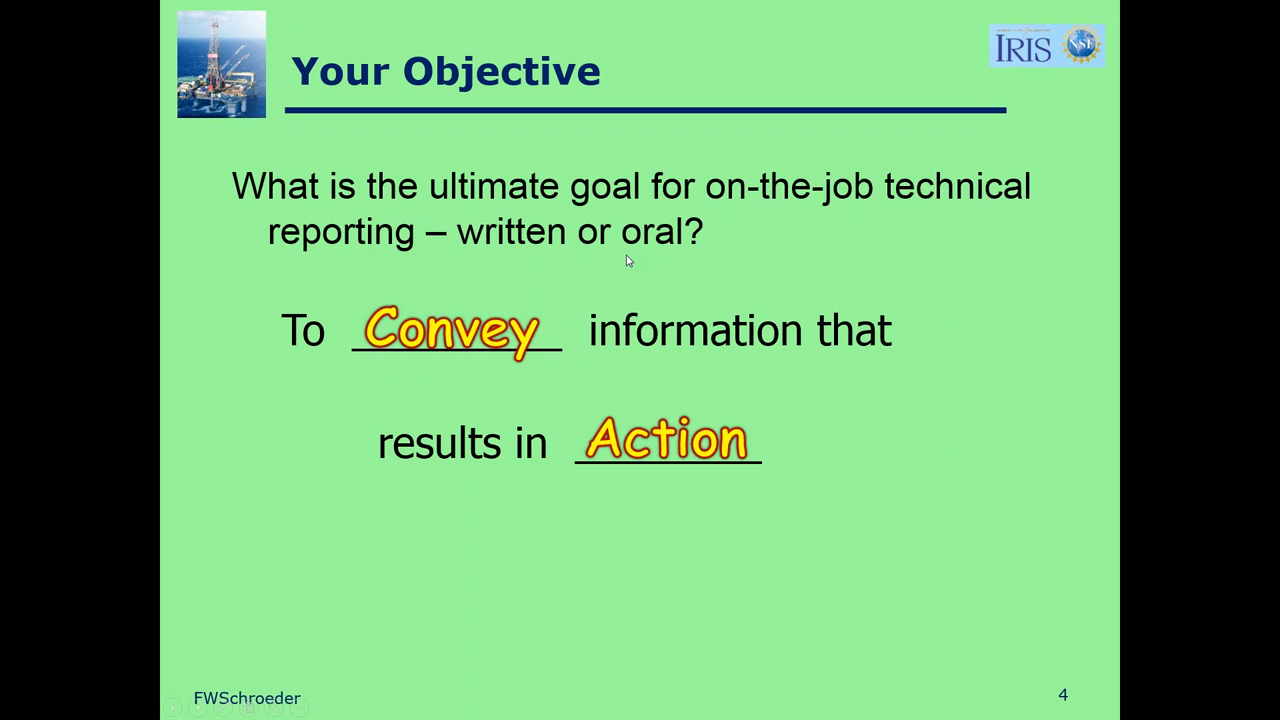 Your Objective
IRIS NSF
What is the ultimate goal for on-the-job technical
reporting – written or oral?
To Convey information that
results in Action
FWSchroeder
4